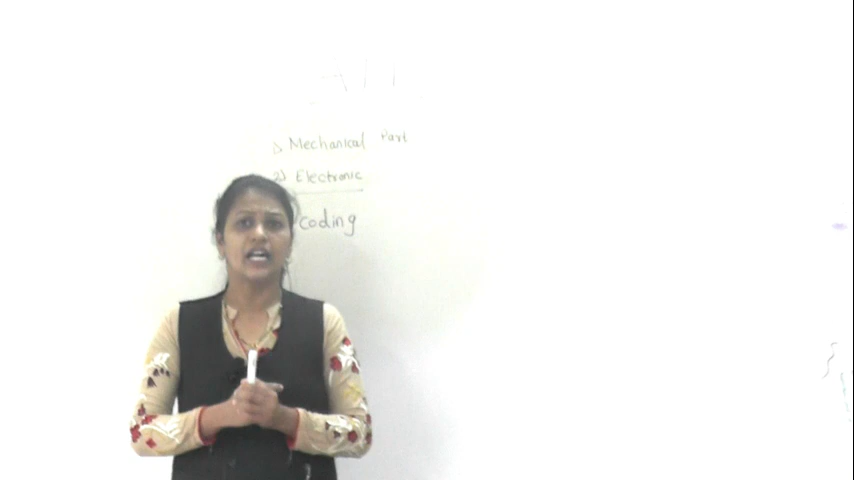 1) Mechanical Part
2) Electronic
coding